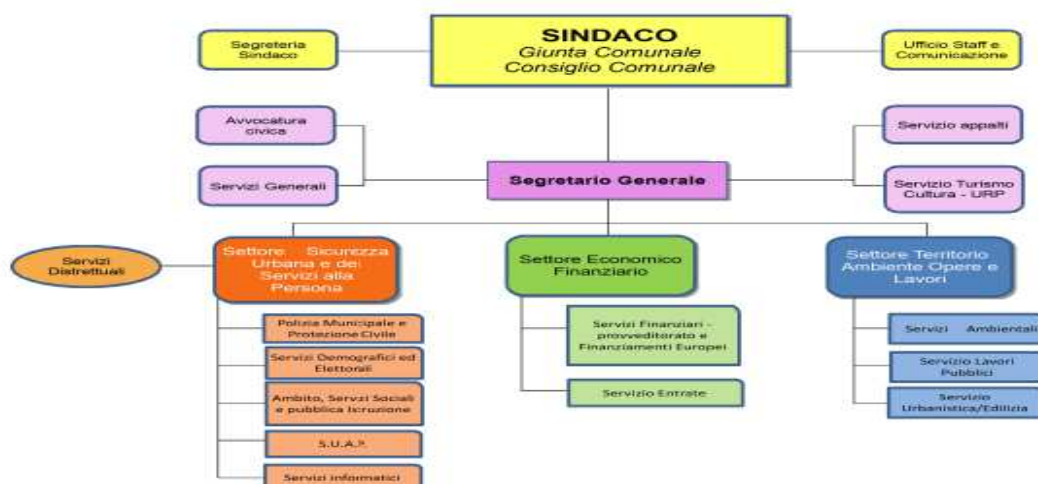 SINDACO
Giunta Comunale
Consiglio Comunale
Segreteria
Sindaco
Ufficio Staff e
Comunicazione
Avvocatura
civica
Servizio appalti
Servizi Generali
Segretario Generale
Servizio Turismo
Cultura - URP
Servizi
Distrettuali
Settore Sicurezza
Urbana e dei
Servizi alla
Persona
Settore Economico
Finanziario
Settore Territorio
Ambiente Opere e
Lavori
Polizia Municipale e
Protezione Civile
Servizi Demografici ed
Elettorali
Ambito, Servzi Sociali
e pubblica Iscruzione
S.U.A.P.
Servizi informatici
Servizi Finanziari -
provveditorato e
Finanziamenti Europei
Servizio Entrate
Servizi Ambientali
Servizio Lavori
Pubblici
Servizio
Urbanistica/Edilizia